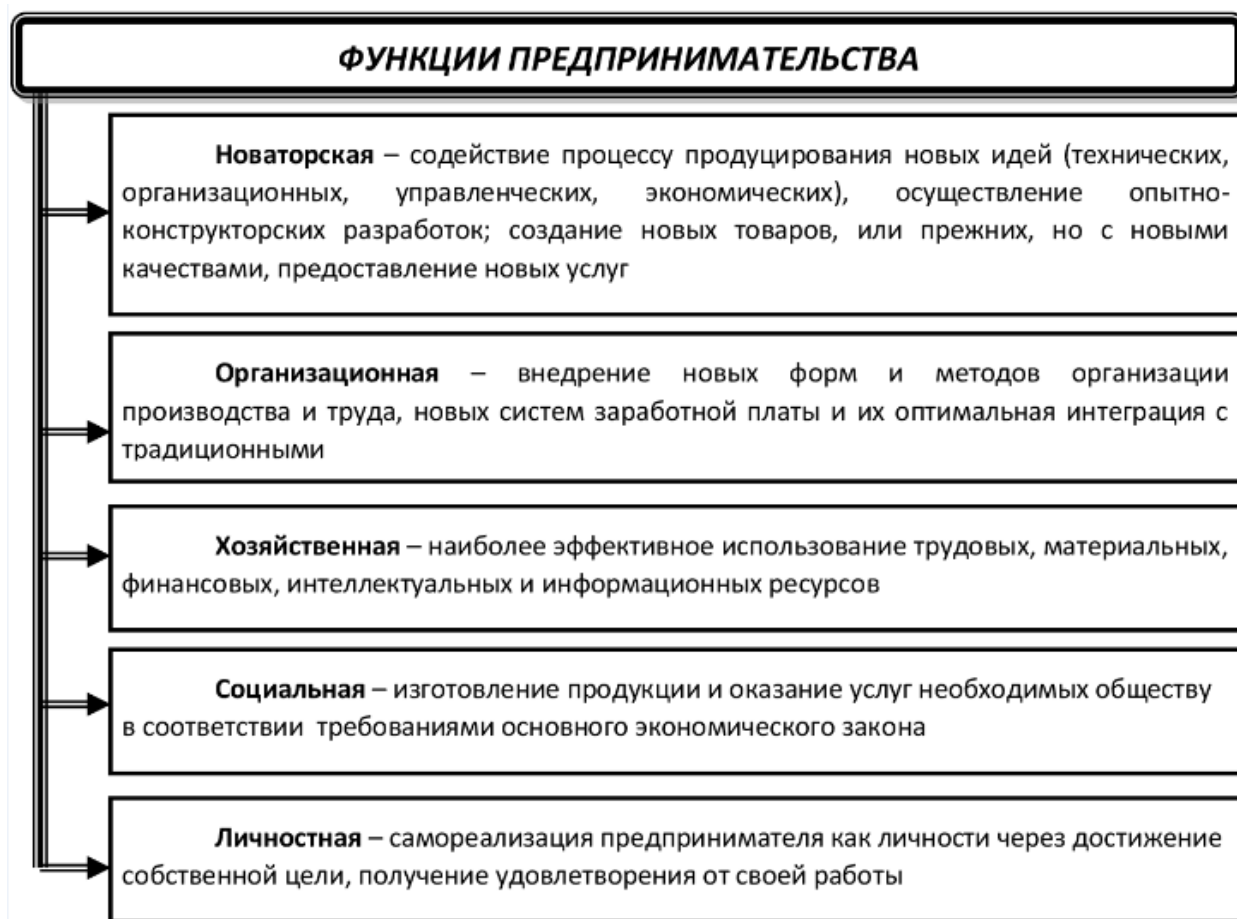 ФУНКЦИИ ПРЕДПРИНИМАТЕЛЬСТВА
Новаторская – содействие процессу продуцирования новых идей (технических,
организационных, управленческих, экономических), осуществление опытно-
конструкторских разработок; создание новых товаров, или прежних, но с новыми
качествами, предоставление новых услуг
Организационная – внедрение новых форм и методов организации
производства и труда, новых систем заработной платы и их оптимальная интеграция с
традиционными
Хозяйственная – наиболее эффективное использование трудовых, материальных,
финансовых, интеллектуальных и информационных ресурсов
Социальная – изготовление продукции и оказание услуг необходимых обществу
в соответствии требованиями основного экономического закона
Личностная – самореализация предпринимателя как личности через достижение
собственной цели, получение удовлетворения от своей работы